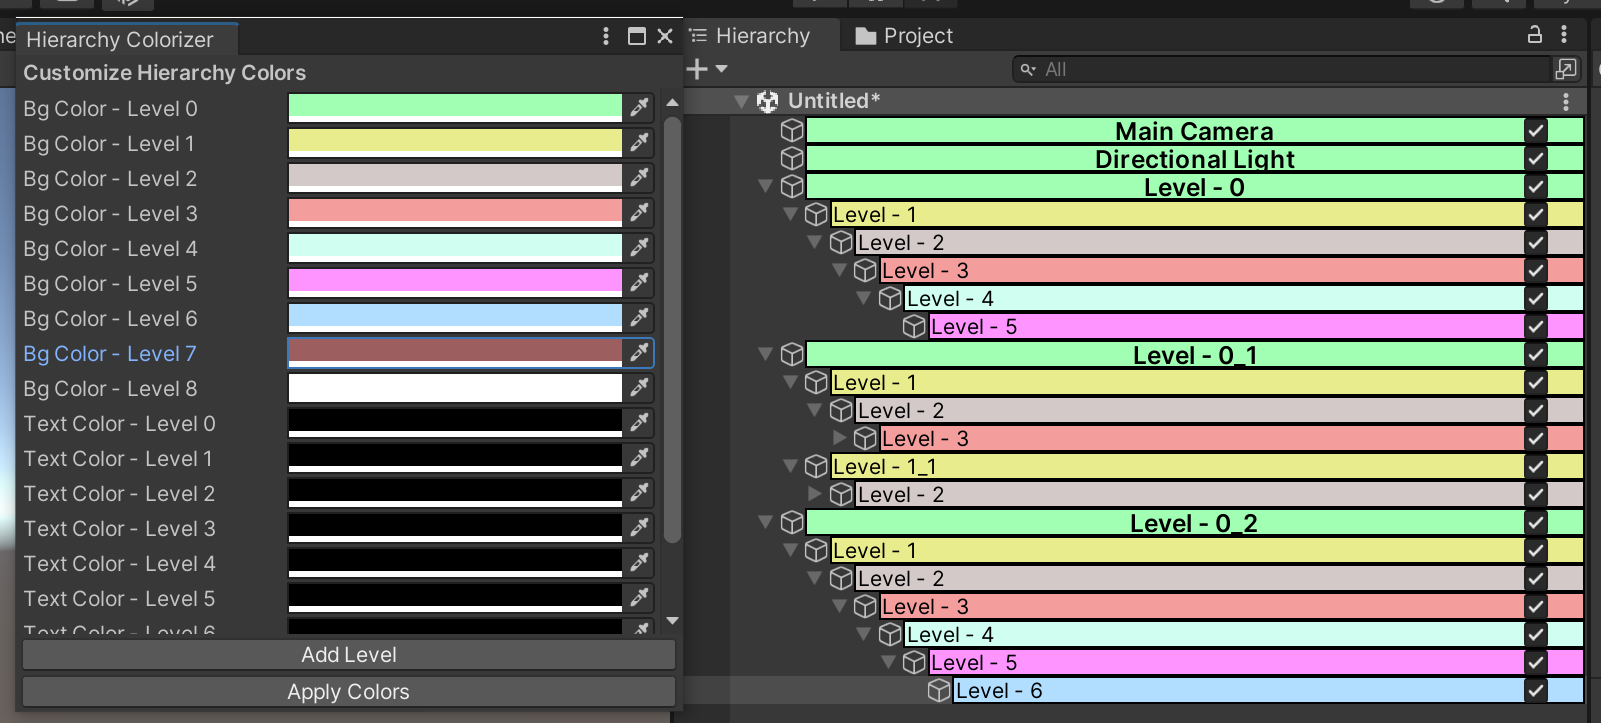 Hierarchy Colorizer
Customize Hierarchy Colors
Bg Color - Level 0
Bg Color - Level 1
Bg Color - Level 2
Bg Color - Level 3
Bg Color - Level 4
Bg Color - Level 5
Bg Color - Level 6
Bg Color - Level 7
Bg Color - Level 8
Text Color - Level 0
Text Color - Level 1
Text Color - Level 2
Text Color - Level 3
Text Color - Level 4
Text Color - Level 5
Text Color - Level 6
Add Level
Apply Colors
Hierarchy
Project
All
Untitled*
Main Camera
Directional Light
Level - 0
Level - 1
Level - 2
Level - 3
Level - 4
Level - 5
Level - 0_1
Level - 1
Level - 2
Level - 3
Level - 1_1
Level - 2
Level - 0_2
Level - 1
Level - 2
Level - 3
Level - 4
Level - 5
Level - 6